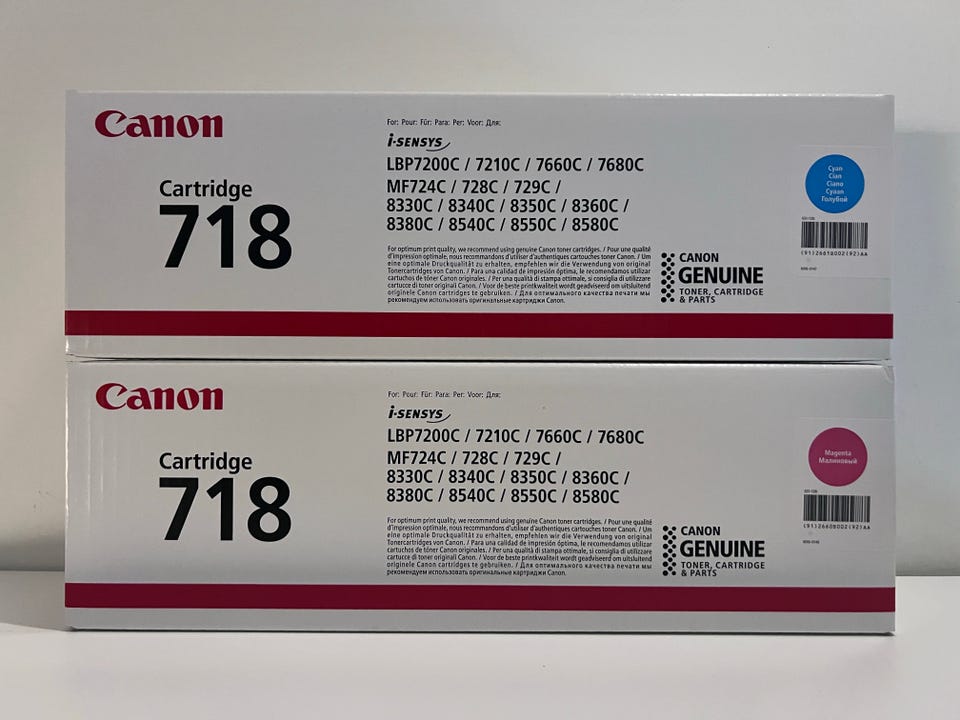 Canon
Cartridge
718
For: Pour: Für: Para: Per: Voor: Для:
i-SENSYS
LBP7200C / 7210C / 7660C / 7680C
MF724C / 728C / 729C /
8330C / 8340C / 8350C / 8360C /
8380C / 8540C / 8550C / 8580C
For optimum print quality, we recommend using genuine Canon toner cartridges. / Pour une qualité
d'impression optimale, nous recommandons d'utiliser d'authentiques cartouches toner Canon. / Um
eine optimale Druckqualität zu erhalten, empfehlen wir die Verwendung von original
Tonercartridges von Canon. / Para una calidad de impresión óptima, le recomendamos utilizar
cartuchos de tóner Canon originales. / Per una qualità di stampa ottimale, si consiglia di utilizzare
cartucce di toner originali Canon. / Voor de beste printkwaliteit wordt geadviseerd om uitsluitend
originele Canon cartridges te gebruiken. / Для оптимального качества печати мы
рекомендуем использовать оригинальные картриджи Canon.
CANON
GENUINE
TONER, CARTRIDGE
& PARTS
Cyan
Cian
Ciano
Cyaan
Голубой
(91)2661B002(92)AA
Canon
Cartridge
718
For: Pour: Für: Para: Per: Voor: Для:
i-SENSYS
LBP7200C / 7210C / 7660C / 7680C
MF724C / 728C / 729C /
8330C / 8340C / 8350C / 8360C /
8380C / 8540C / 8550C / 8580C
For optimum print quality, we recommend using genuine Canon toner cartridges. / Pour une qualité
d'impression optimale, nous recommandons d'utiliser d'authentiques cartouches toner Canon. / Um
eine optimale Druckqualität zu erhalten, empfehlen wir die Verwendung von original
Tonercartridges von Canon. / Para una calidad de impresión óptima, le recomendamos utilizar
cartuchos de tóner Canon originales. / Per una qualità di stampa ottimale, si consiglia di utilizzare
cartucce di toner originali Canon. / Voor de beste printkwaliteit wordt geadviseerd om uitsluitend
originele Canon cartridges te gebruiken. / Для оптимального качества печати мы
рекомендуем использовать оригинальные картриджи Canon.
CANON
GENUINE
TONER, CARTRIDGE
& PARTS
Magenta
Малиновый
(91)2660B002(92)AA